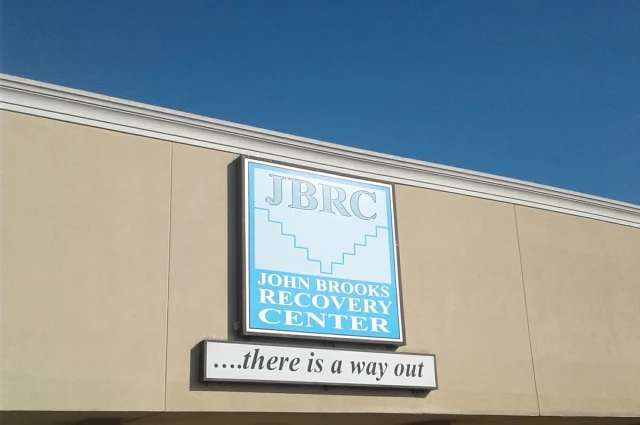 JBRC
JOHN BROOKS
RECOVERY
CENTER
....there is a way out